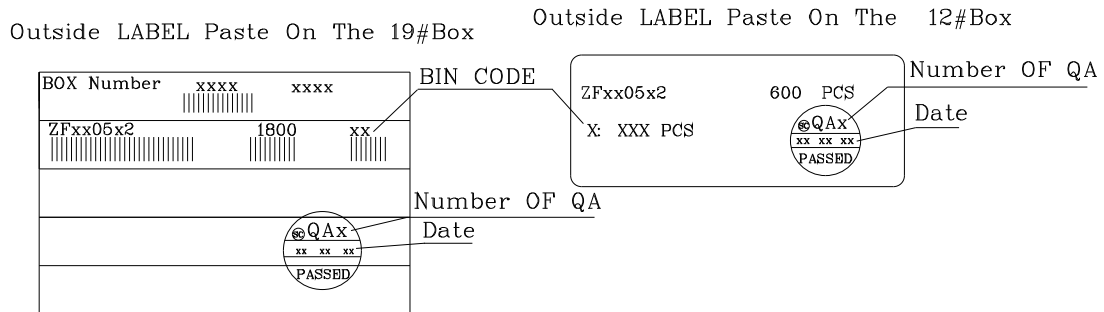 Outside LABEL Paste On The 19#Box
BOX Number xxxx xxxx
ZFxx05x2 1800 xx
BIN CODE
Number OF QA
Date
QAx
xx xx xx
PASSED
Outside LABEL Paste On The 12#Box
ZFxx05x2 600 PCS
X: XXX PCS
Number OF QA
Date
QAx
xx xx xx
PASSED